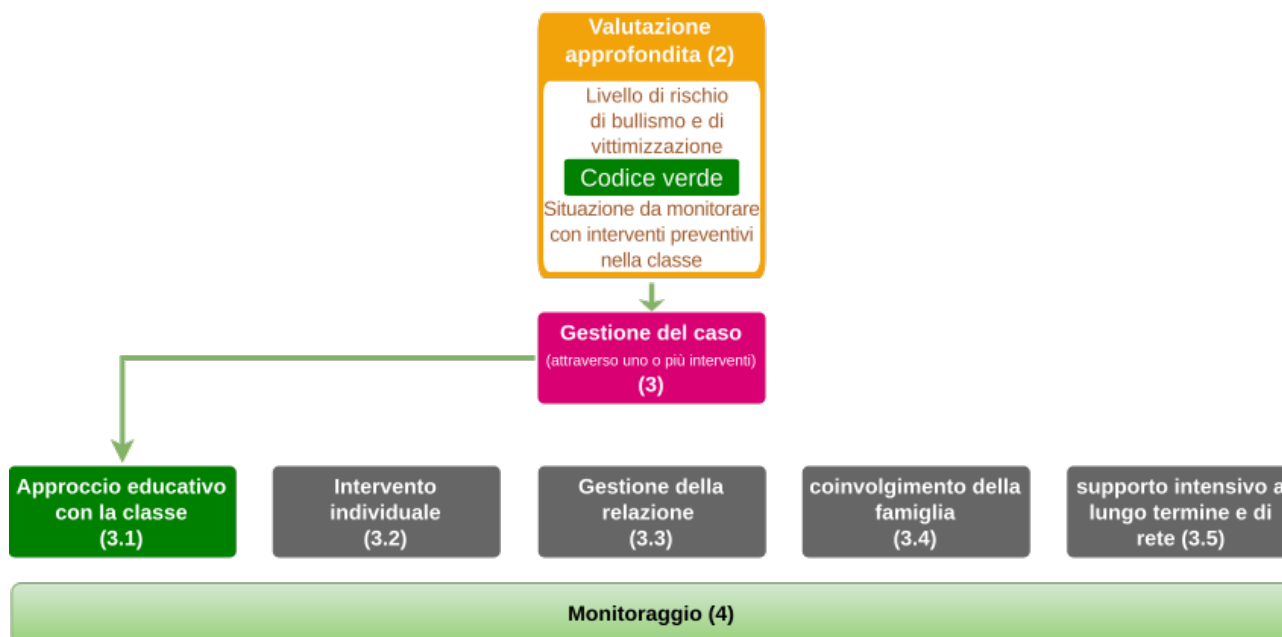 Valutazione
approfondita (2)
Livello di rischio
di bullismo e di
vittimizzazione
Codice verde
Situazione da monitorare
con interventi preventivi
nella classe
Gestione del caso
(attraverso uno o più interventi)
(3)
Approccio educativo
con la classe
(3.1)
Intervento
individuale
(3.2)
Gestione della
relazione
(3.3)
coinvolgimento della
famiglia
(3.4)
supporto intensivo a
lungo termine e di
rete (3.5)
Monitoraggio (4)